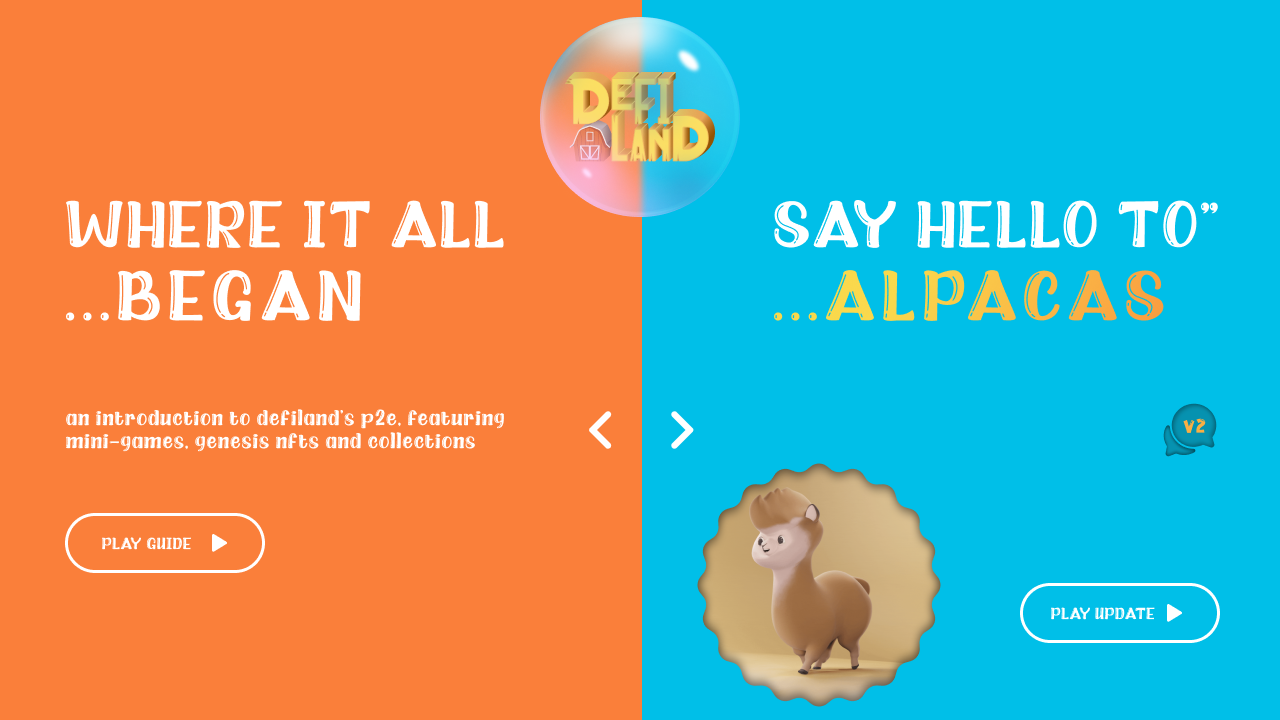 DEFI
LAND
WHERE IT ALL
...BEGAN
an introduction to defiland's p2e, featuring
mini-games, genesis nfts and collections
PLAY GUIDE
SAY HELLO TO”
...ALPACAS
v2
PLAY UPDATE